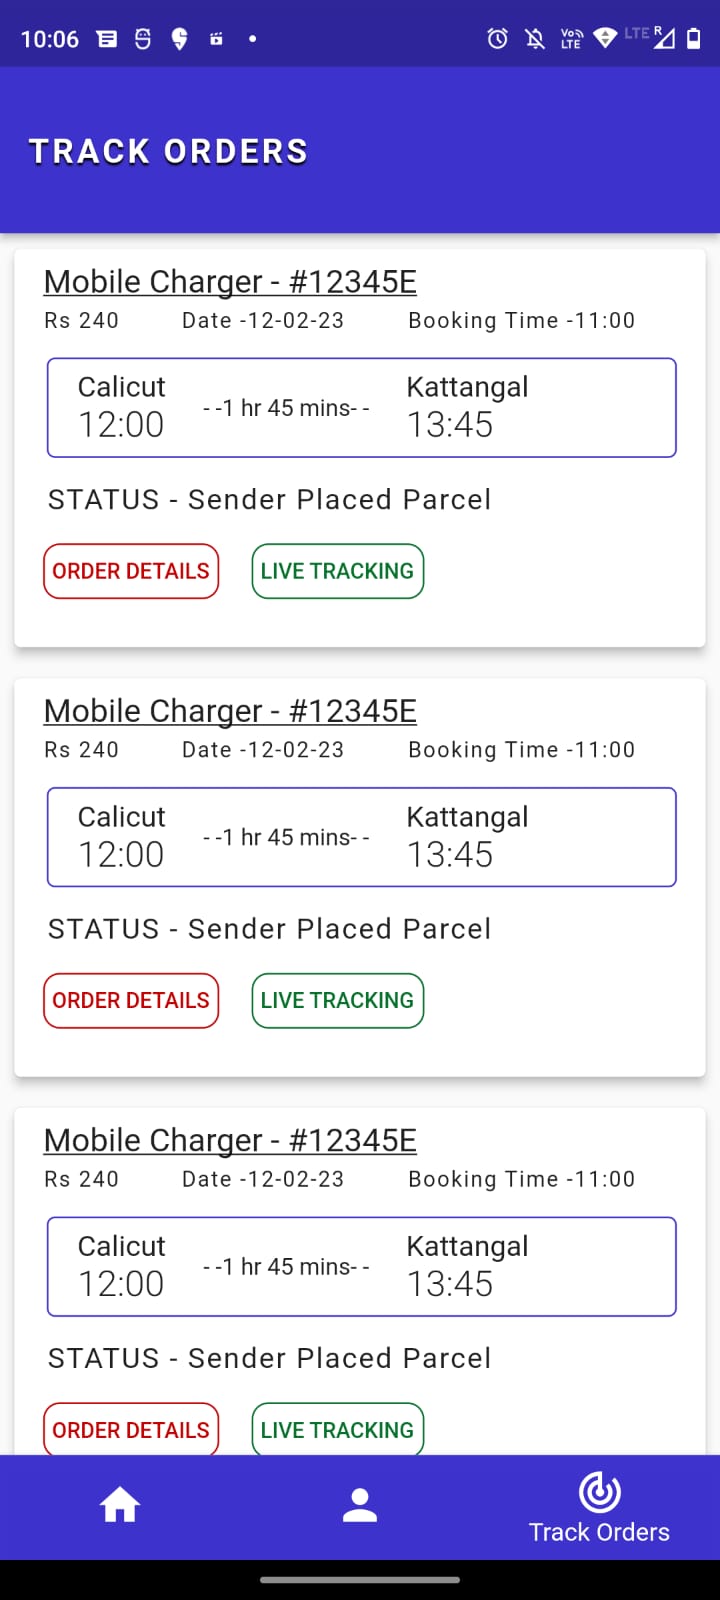 10:06 Vo LTE LTE R
TRACK ORDERS
Mobile Charger - #12345E
Rs 240 Date -12-02-23 Booking Time -11:00
Calicut - -1 hr 45 mins- - Kattangal
12:00 13:45
STATUS - Sender Placed Parcel
ORDER DETAILS LIVE TRACKING
Mobile Charger - #12345E
Rs 240 Date -12-02-23 Booking Time -11:00
Calicut - -1 hr 45 mins- - Kattangal
12:00 13:45
STATUS - Sender Placed Parcel
ORDER DETAILS LIVE TRACKING
Mobile Charger - #12345E
Rs 240 Date -12-02-23 Booking Time -11:00
Calicut - -1 hr 45 mins- - Kattangal
12:00 13:45
STATUS - Sender Placed Parcel
ORDER DETAILS LIVE TRACKING
Track Orders